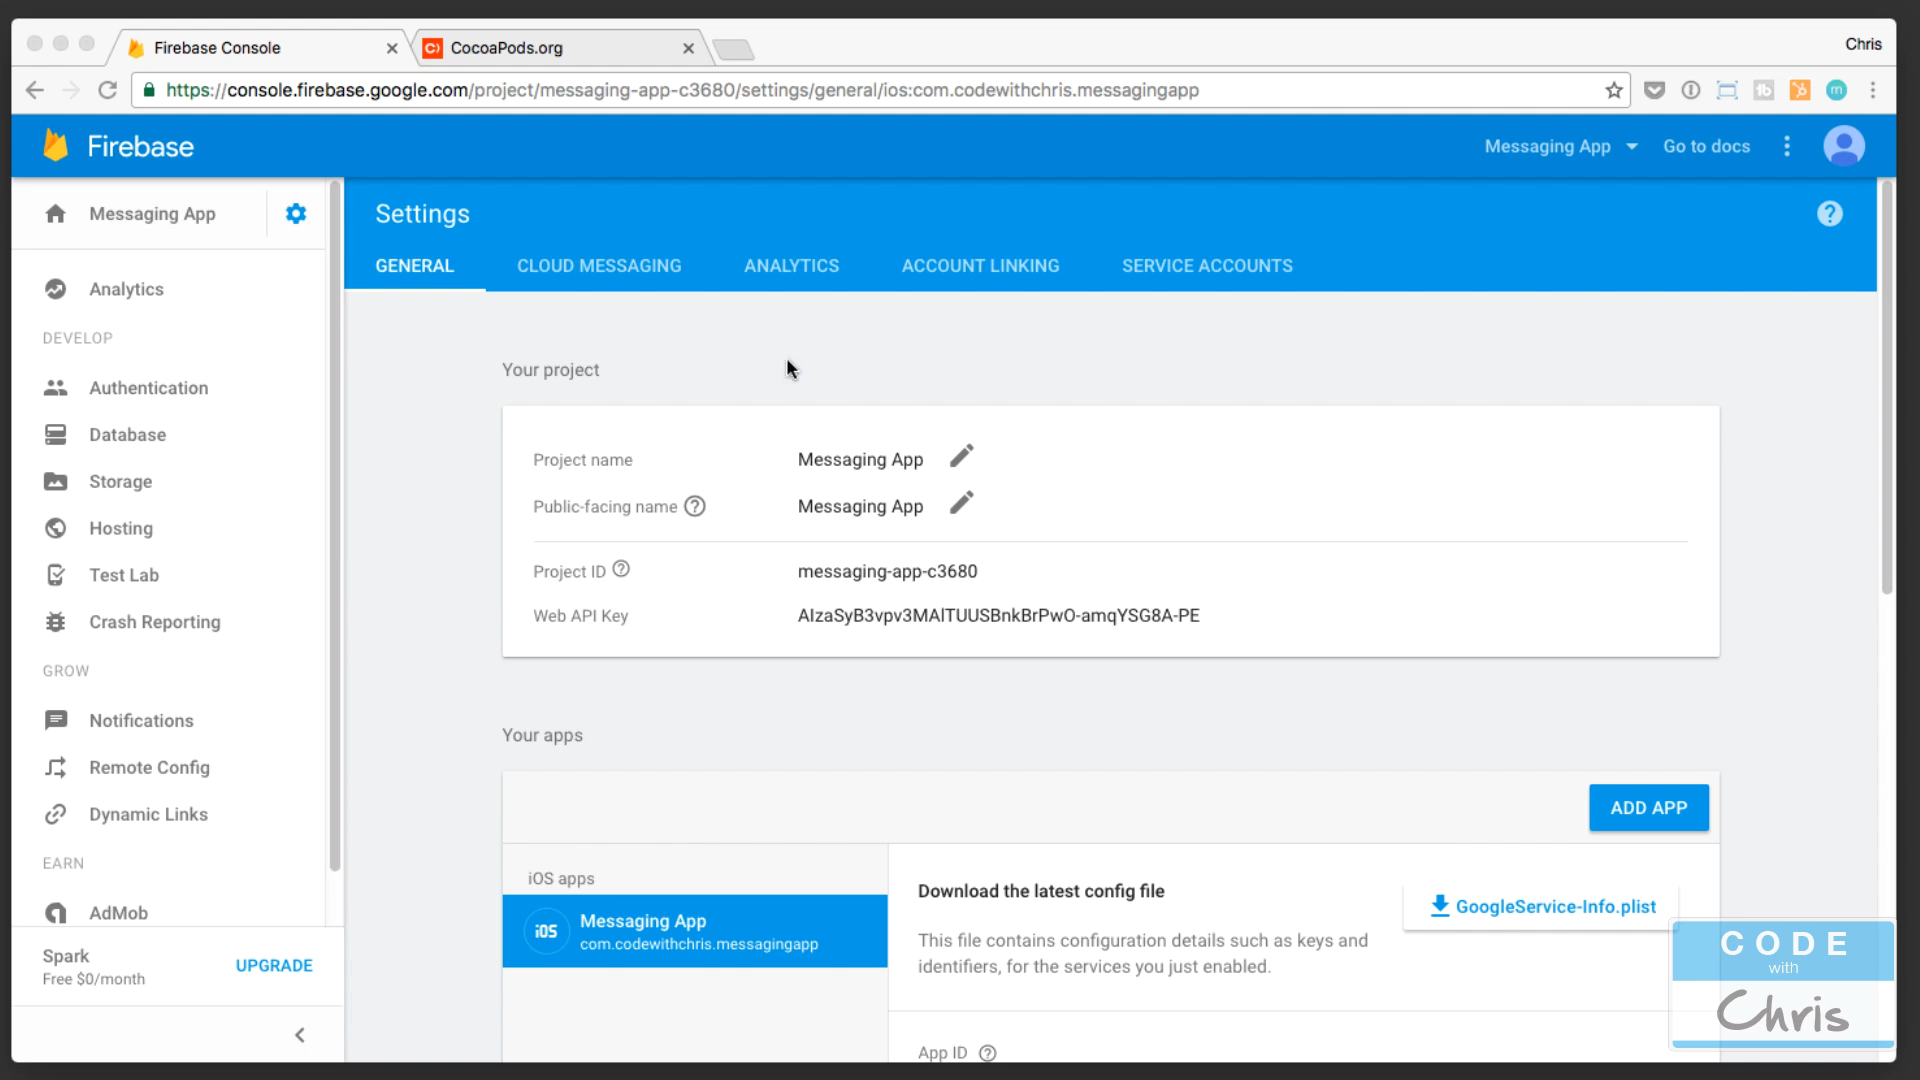 Firebase Console
CocoaPods.org
Chris
https://console.firebase.google.com/project/messaging-app-c3680/settings/general/ios:com.codewithchris.messagingapp
Firebase
Messaging App
Go to docs
Messaging App
Settings
GENERAL
CLOUD MESSAGING
ANALYTICS
ACCOUNT LINKING
SERVICE ACCOUNTS
Analytics
DEVELOP
Authentication
Database
Storage
Hosting
Test Lab
Crash Reporting
GROW
Notifications
Remote Config
Dynamic Links
EARN
AdMob
Spark
Free $0/month
UPGRADE
Your project
Project name
Messaging App
Public-facing name
Messaging App
Project ID
messaging-app-c3680
Web API Key
AIzaSyB3vpv3MAlTUUSBnkBrPwO-amqYSG8A-PE
Your apps
ADD APP
iOS apps
iOS
Messaging App
com.codewithchris.messagingapp
Download the latest config file
GoogleService-Info.plist
This file contains configuration details such as keys and
identifiers, for the services you just enabled.
App ID
CODE
with
Chris